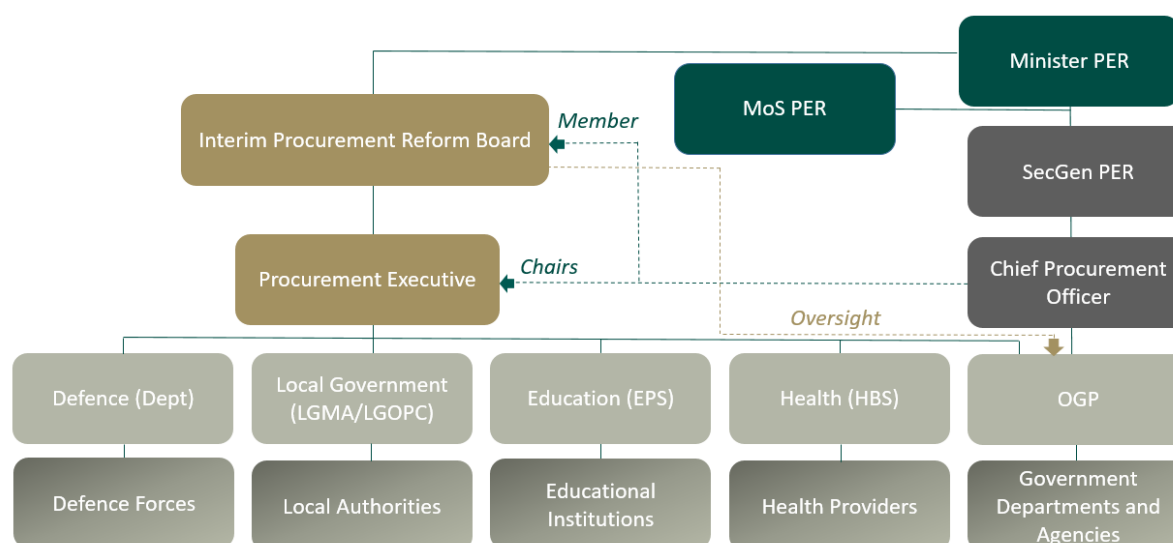 Minister PER
MoS PER
Member
Interim Procurement Reform Board
SecGen PER
Chairs
Procurement Executive
Chief Procurement
Officer
Oversight
Defence (Dept)
Local Government
(LGMA/LGOPC)
Education (EPS)
Health (HBS)
OGP
Defence Forces
Local Authorities
Educational
Institutions
Health Providers
Government
Departments and
Agencies